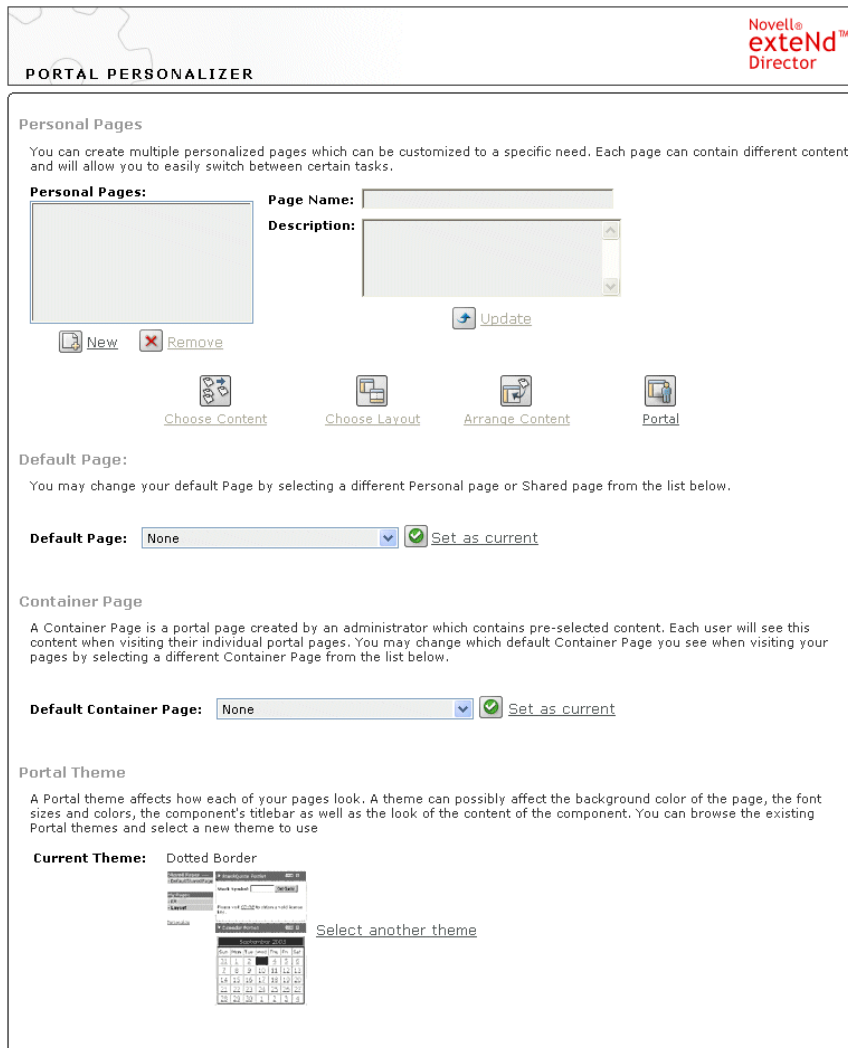 Novell®
exteNd™
Director
PORTAL PERSONALIZER
Personal Pages
You can create multiple personalized pages which can be customized to a specific need. Each page can contain different content
and will allow you to easily switch between certain tasks.
Personal Pages:
Page Name:
Description:
Update
New Remove
Choose Content Choose Layout Arrange Content Portal
Default Page:
You may change your default Page by selecting a different Personal page or Shared page from the list below.
Default Page: None Set as current
Container Page
A Container Page is a portal page created by an administrator which contains pre-selected content. Each user will see this
content when visiting their individual portal pages. You may change which default Container Page you see when visiting your
pages by selecting a different Container Page from the list below.
Default Container Page: None Set as current
Portal Theme
A Portal theme affects how each of your pages look. A theme can possibly affect the background color of the page, the font
sizes and colors, the component's titlebar as well as the look of the content of the component. You can browse the existing
Portal themes and select a new theme to use
Current Theme: Dotted Border
Select another theme
September 2003